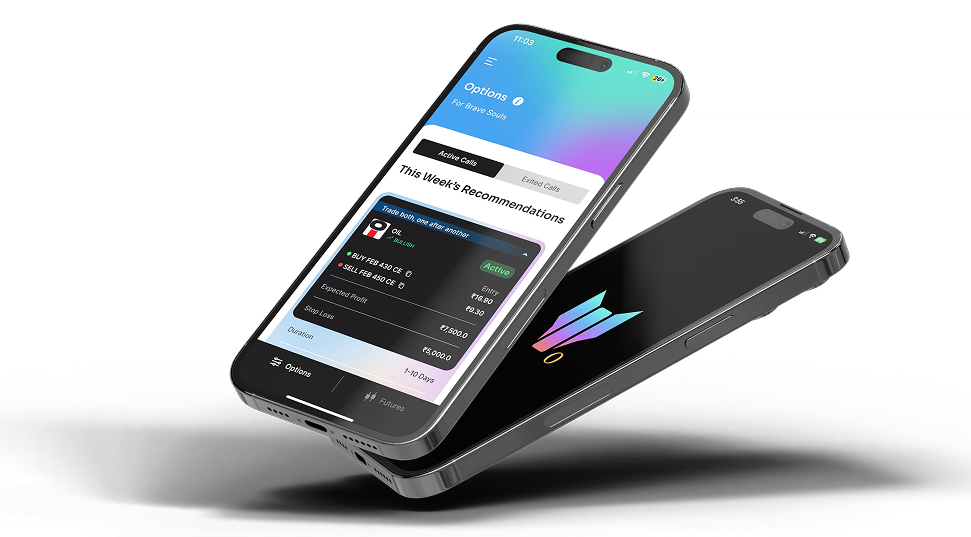 11:03
26+
Options i
For Brave Souls
Active Calls
Exited Calls
This Week's Recommendations
Trade both, one after another
OIL
BULLISH
Active
BUY FEB 430 CE
SELL FEB 450 CE
Entry
₹16.90
₹9.30
Expected Profit
₹7,500.0
Stop Loss
₹5,000.0
Duration
1-10 Days
Options
Futures